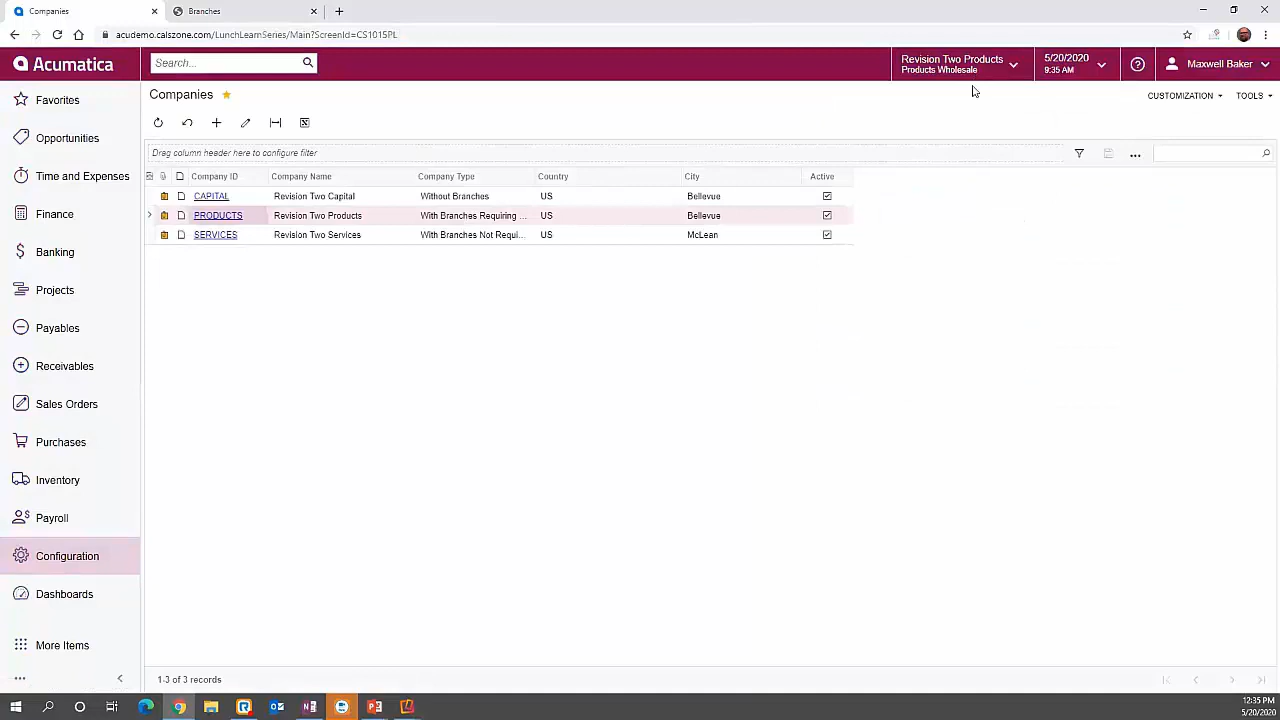 Companies
Branches
acudemo.calszone.com/LunchLearnSeries/Main?ScreenId=CS1015PL
Acumatica
Search...
Revision Two Products
Products Wholesale
5/20/2020
9:35 AM
Maxwell Baker
Favorites
Opportunities
Time and Expenses
Finance
Banking
Projects
Payables
Receivables
Sales Orders
Purchases
Inventory
Payroll
Configuration
Dashboards
More Items
Companies
CUSTOMIZATION
TOOLS
Drag column header here to configure filter
Company ID Company Name Company Type Country City Active
CAPITAL Revision Two Capital Without Branches US Bellevue
PRODUCTS Revision Two Products With Branches Requiring ... US Bellevue
SERVICES Revision Two Services With Branches Not Requi... US McLean
1-3 of 3 records
12:35 PM
5/20/2020